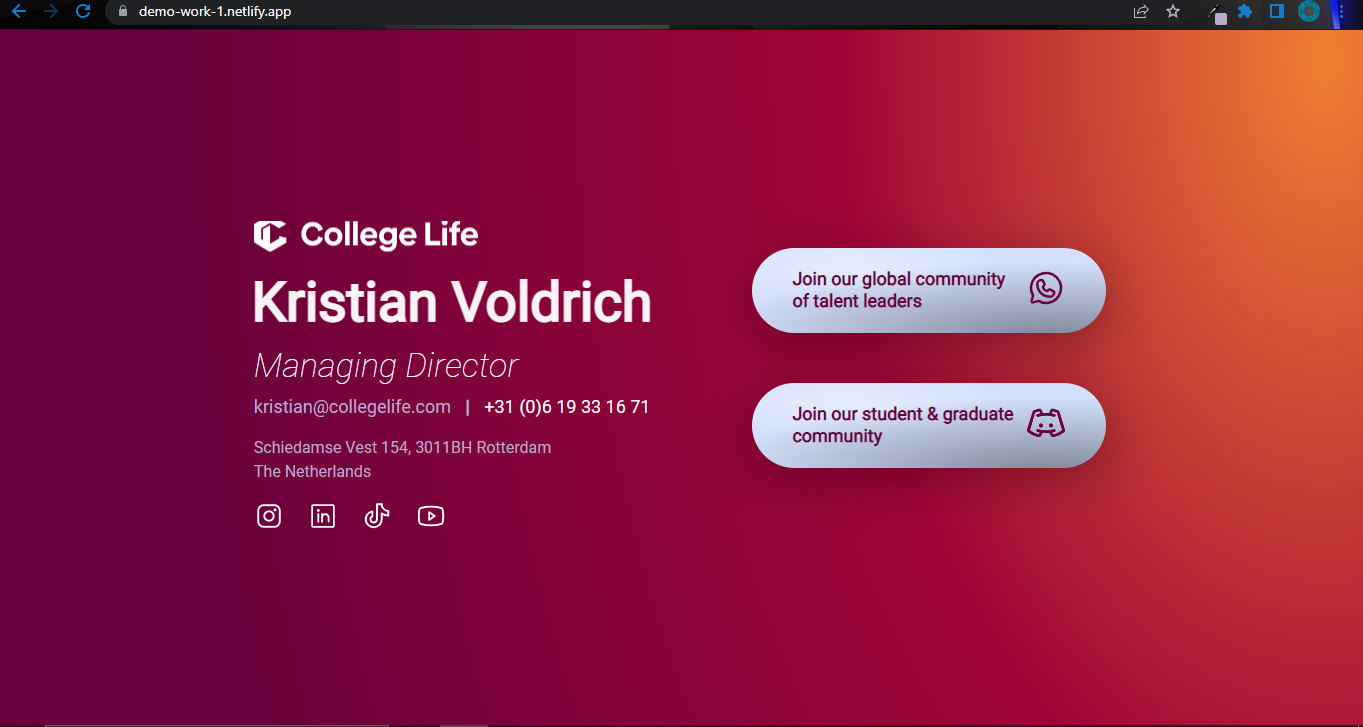 demo-work-1.netlify.app
College Life
Kristian Voldrich
Managing Director
kristian@collegelife.com | +31 (0)6 19 33 16 71
Schiedamse Vest 154, 3011BH Rotterdam
The Netherlands
Join our global community
of talent leaders
Join our student & graduate
community